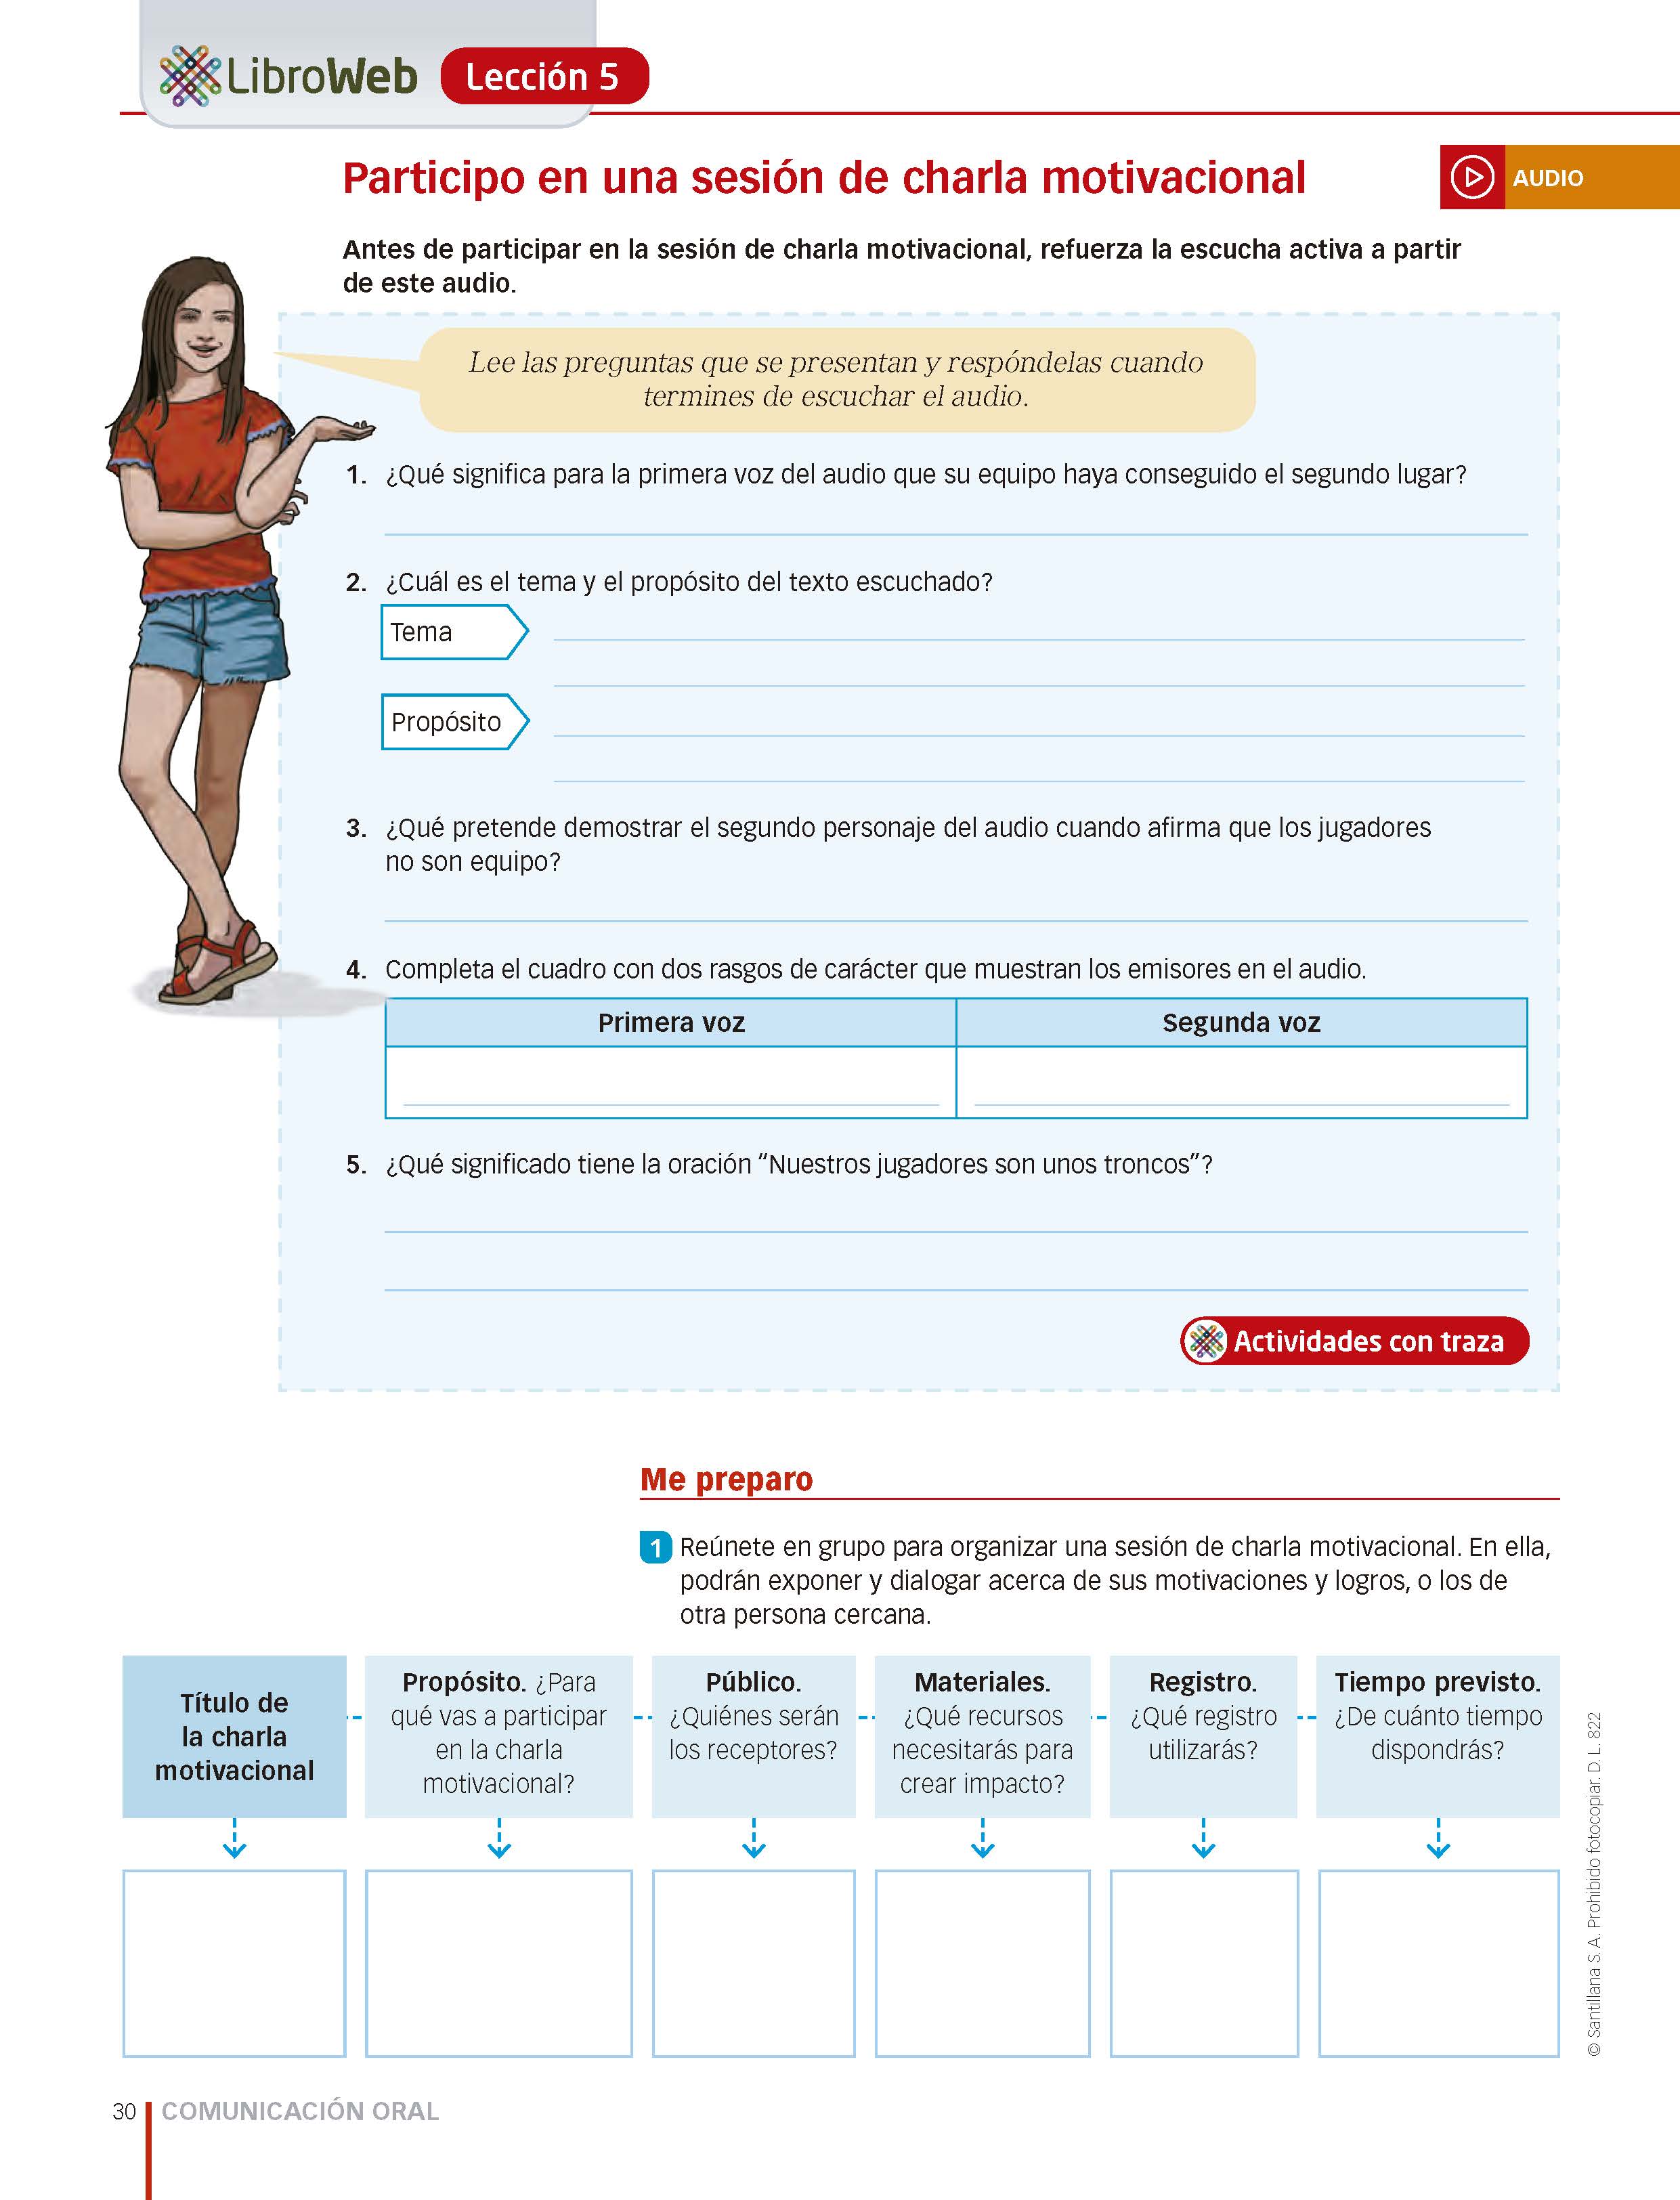 LibroWeb Lección 5
Participo en una sesión de charla motivacional
AUDIO
Antes de participar en la sesión de charla motivacional, refuerza la escucha activa a partir
de este audio.
Lee las preguntas que se presentan y respóndelas cuando
termines de escuchar el audio.
1. ¿Qué significa para la primera voz del audio que su equipo haya conseguido el segundo lugar?
2. ¿Cuál es el tema y el propósito del texto escuchado?
Tema
Propósito
3. ¿Qué pretende demostrar el segundo personaje del audio cuando afirma que los jugadores
no son equipo?
4. Completa el cuadro con dos rasgos de carácter que muestran los emisores en el audio.
Primera voz
Segunda voz
5. ¿Qué significado tiene la oración “Nuestros jugadores son unos troncos”?
Actividades con traza
Me preparo
1 Reúnete en grupo para organizar una sesión de charla motivacional. En ella,
podrán exponer y dialogar acerca de sus motivaciones y logros, o los de
otra persona cercana.
Título de
la charla
motivacional
Propósito. ¿Para
qué vas a participar
en la charla
motivacional?
Público.
¿Quiénes serán
los receptores?
Materiales.
¿Qué recursos
necesitarás para
crear impacto?
Registro.
¿Qué registro
utilizarás?
Tiempo previsto.
¿De cuánto tiempo
dispondrás?
© Santillana S. A. Prohibido fotocopiar. D. L. 822
30 COMUNICACIÓN ORAL